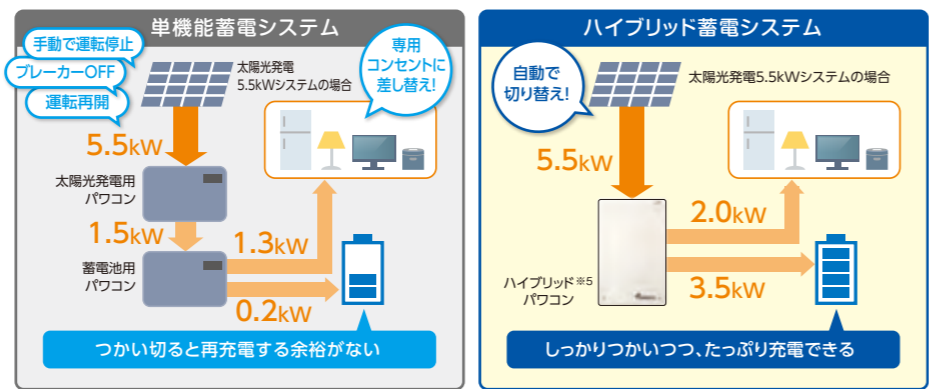 単機能蓄電システム
手動で運転停止
ブレーカーOFF
運転再開
太陽光発電
5.5kWシステムの場合
専用
コンセントに
差し替え!
5.5kW
太陽光発電用
パワコン
1.5kW
1.3kW
蓄電池用
パワコン
0.2kW
つかい切ると再充電する余裕がない
ハイブリッド蓄電システム
自動で
切り替え!
太陽光発電5.5kWシステムの場合
5.5kW
2.0kW
ハイブリッド※5
パワコン
3.5kW
しっかりつかいつつ、たっぷり充電できる